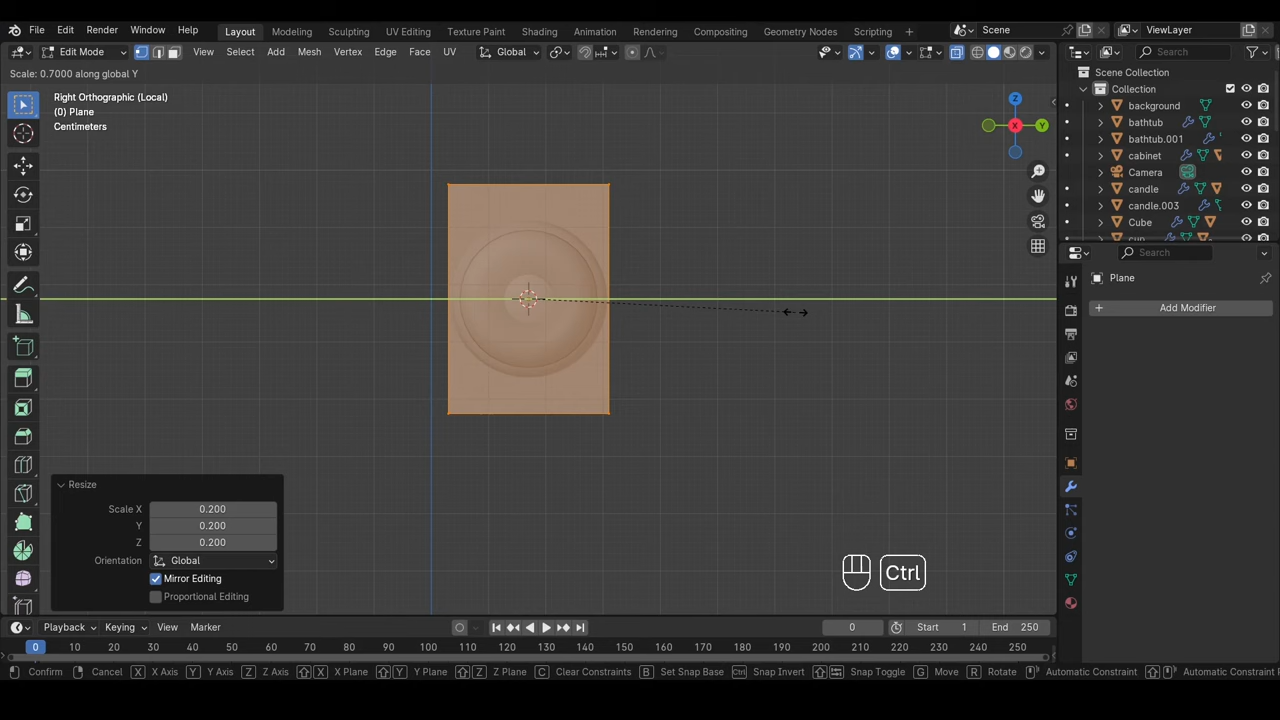 File Edit Render Window Help Layout Modeling Sculpting UV Editing Texture Paint Shading Animation Rendering Compositing Geometry Nodes Scripting + Scene ViewLayer
Edit Mode View Select Add Mesh Vertex Edge Face UV Global Search
Scale: 0.7000 along global Y
Scene Collection
Right Orthographic (Local)
(0) Plane
Centimeters
Z
X
Y
Collection
background
bathtub
bathtub.001
cabinet
Camera
candle
candle.003
Cube
Search
Plane
+ Add Modifier
Resize
Scale X 0.200
Y 0.200
Z 0.200
Orientation Global
Mirror Editing
Proportional Editing
Ctrl
Playback Keying View Marker 0 Start 1 End 250
0 10 20 30 40 50 60 70 80 90 100 110 120 130 140 150 160 170 180 190 200 210 220 230 240 250
Confirm Cancel X X Axis Y Y Axis Z Z Axis X X Plane Y Y Plane Z Z Plane C Clear Constraints B Set Snap Base Ctrl Snap Invert Snap Toggle G Move R Rotate Automatic Constraint Automatic Constraint